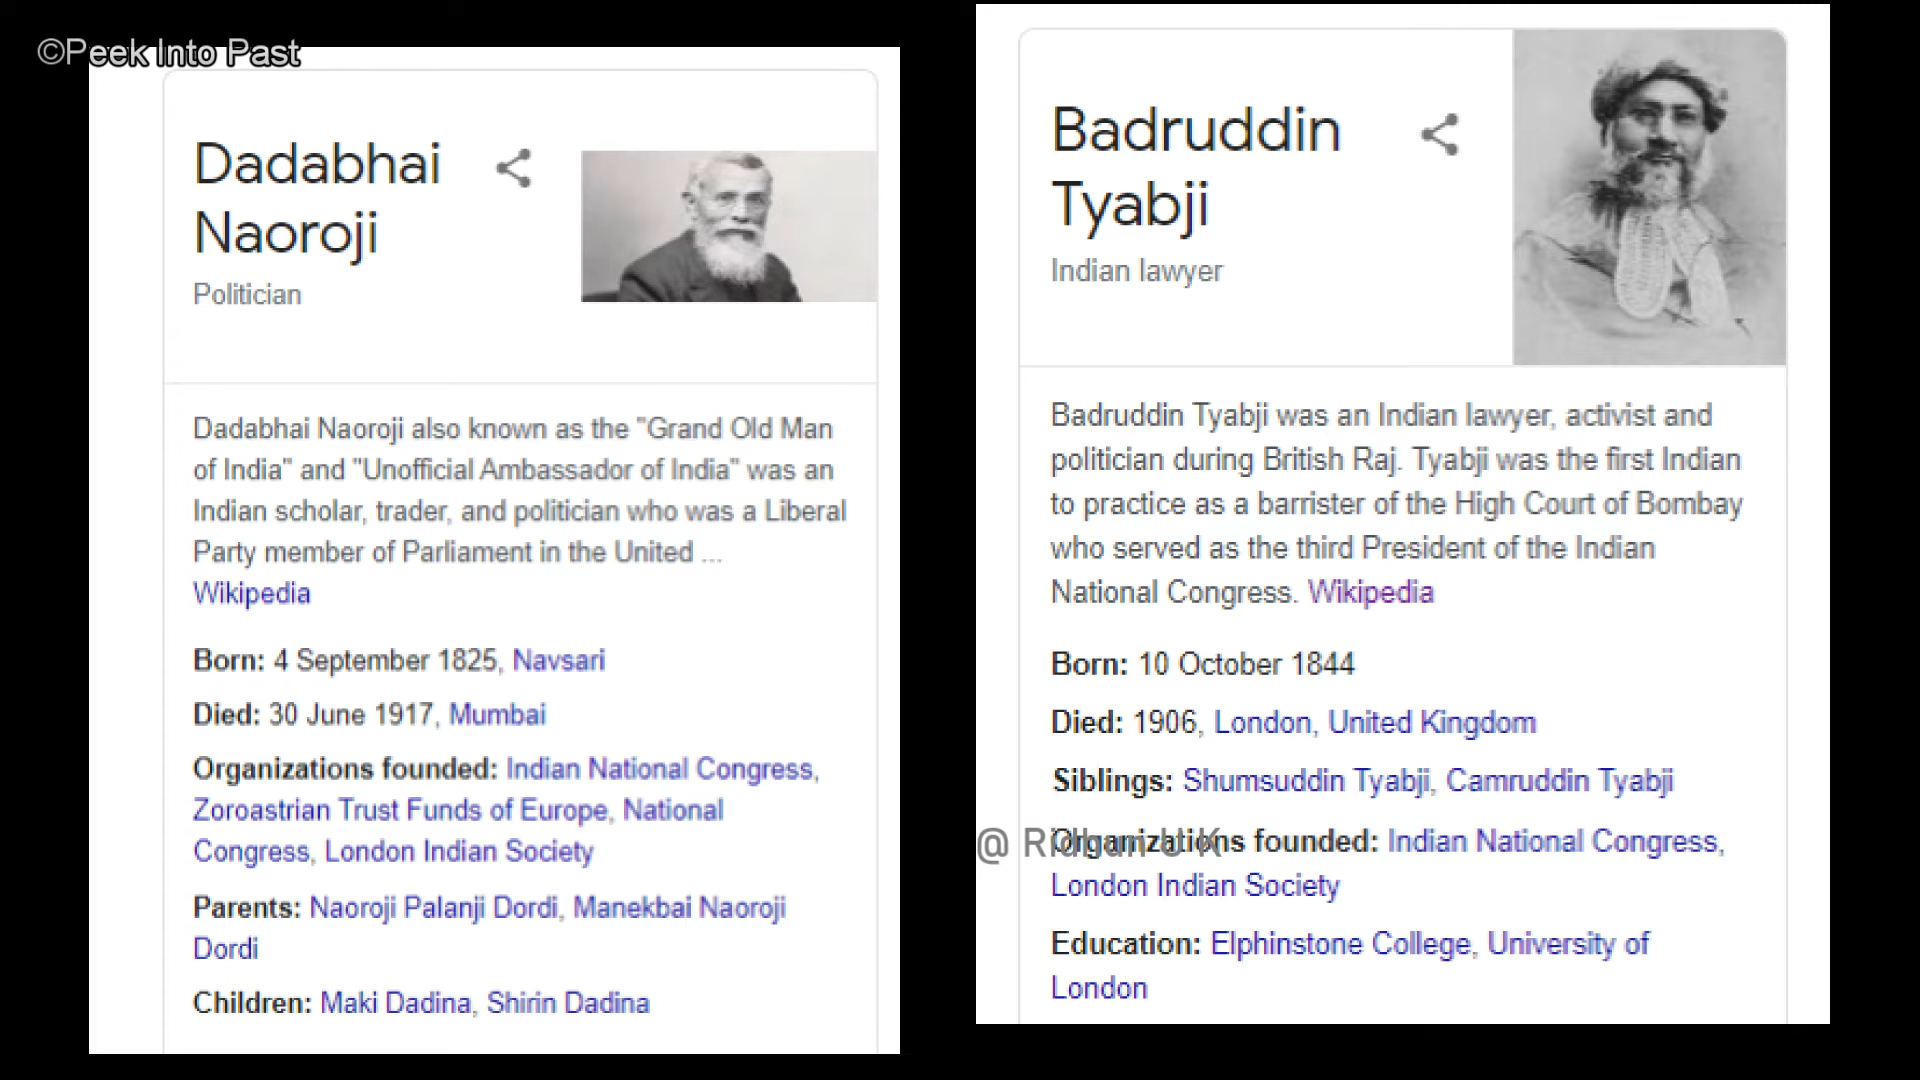 ©Peek Into Past
Dadabhai
Naoroji
Politician
Dadabhai Naoroji also known as the "Grand Old Man
of India" and "Unofficial Ambassador of India" was an
Indian scholar, trader, and politician who was a Liberal
Party member of Parliament in the United ...
Wikipedia
Born: 4 September 1825, Navsari
Died: 30 June 1917, Mumbai
Organizations founded: Indian National Congress,
Zoroastrian Trust Funds of Europe, National
Congress, London Indian Society
Parents: Naoroji Palanji Dordi, Manekbai Naoroji
Dordi
Children: Maki Dadina, Shirin Dadina
Badruddin
Tyabji
Indian lawyer
Badruddin Tyabji was an Indian lawyer, activist and
politician during British Raj. Tyabji was the first Indian
to practice as a barrister of the High Court of Bombay
who served as the third President of the Indian
National Congress. Wikipedia
Born: 10 October 1844
Died: 1906, London, United Kingdom
Siblings: Shumsuddin Tyabji, Camruddin Tyabji
Organizations founded: Indian National Congress,
London Indian Society
Education: Elphinstone College, University of
London